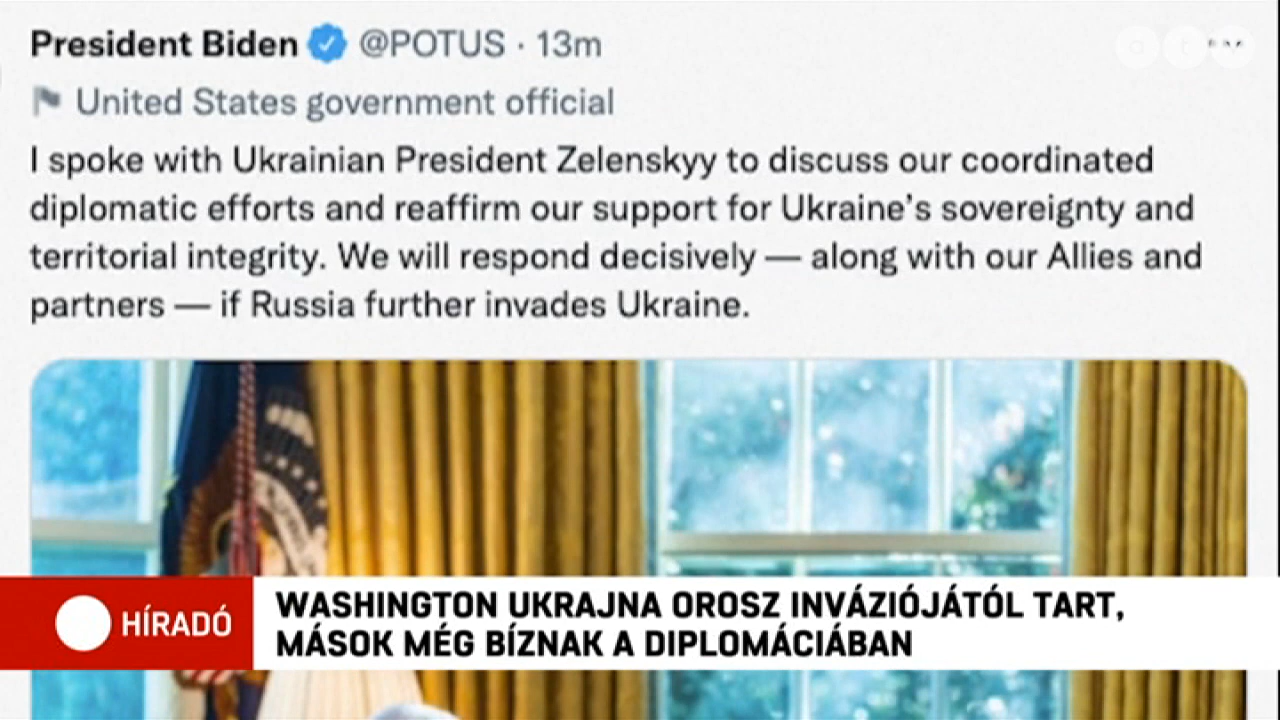 President Biden @POTUS · 13m
United States government official
I spoke with Ukrainian President Zelenskyy to discuss our coordinated
diplomatic efforts and reaffirm our support for Ukraine’s sovereignty and
territorial integrity. We will respond decisively — along with our Allies and
partners — if Russia further invades Ukraine.
HÍRADÓ
WASHINGTON UKRAJNA OROSZ INVÁZIÓJÁTÓL TART,
MÁSOK MÉG BÍZNAK A DIPLOMÁCIÁBAN